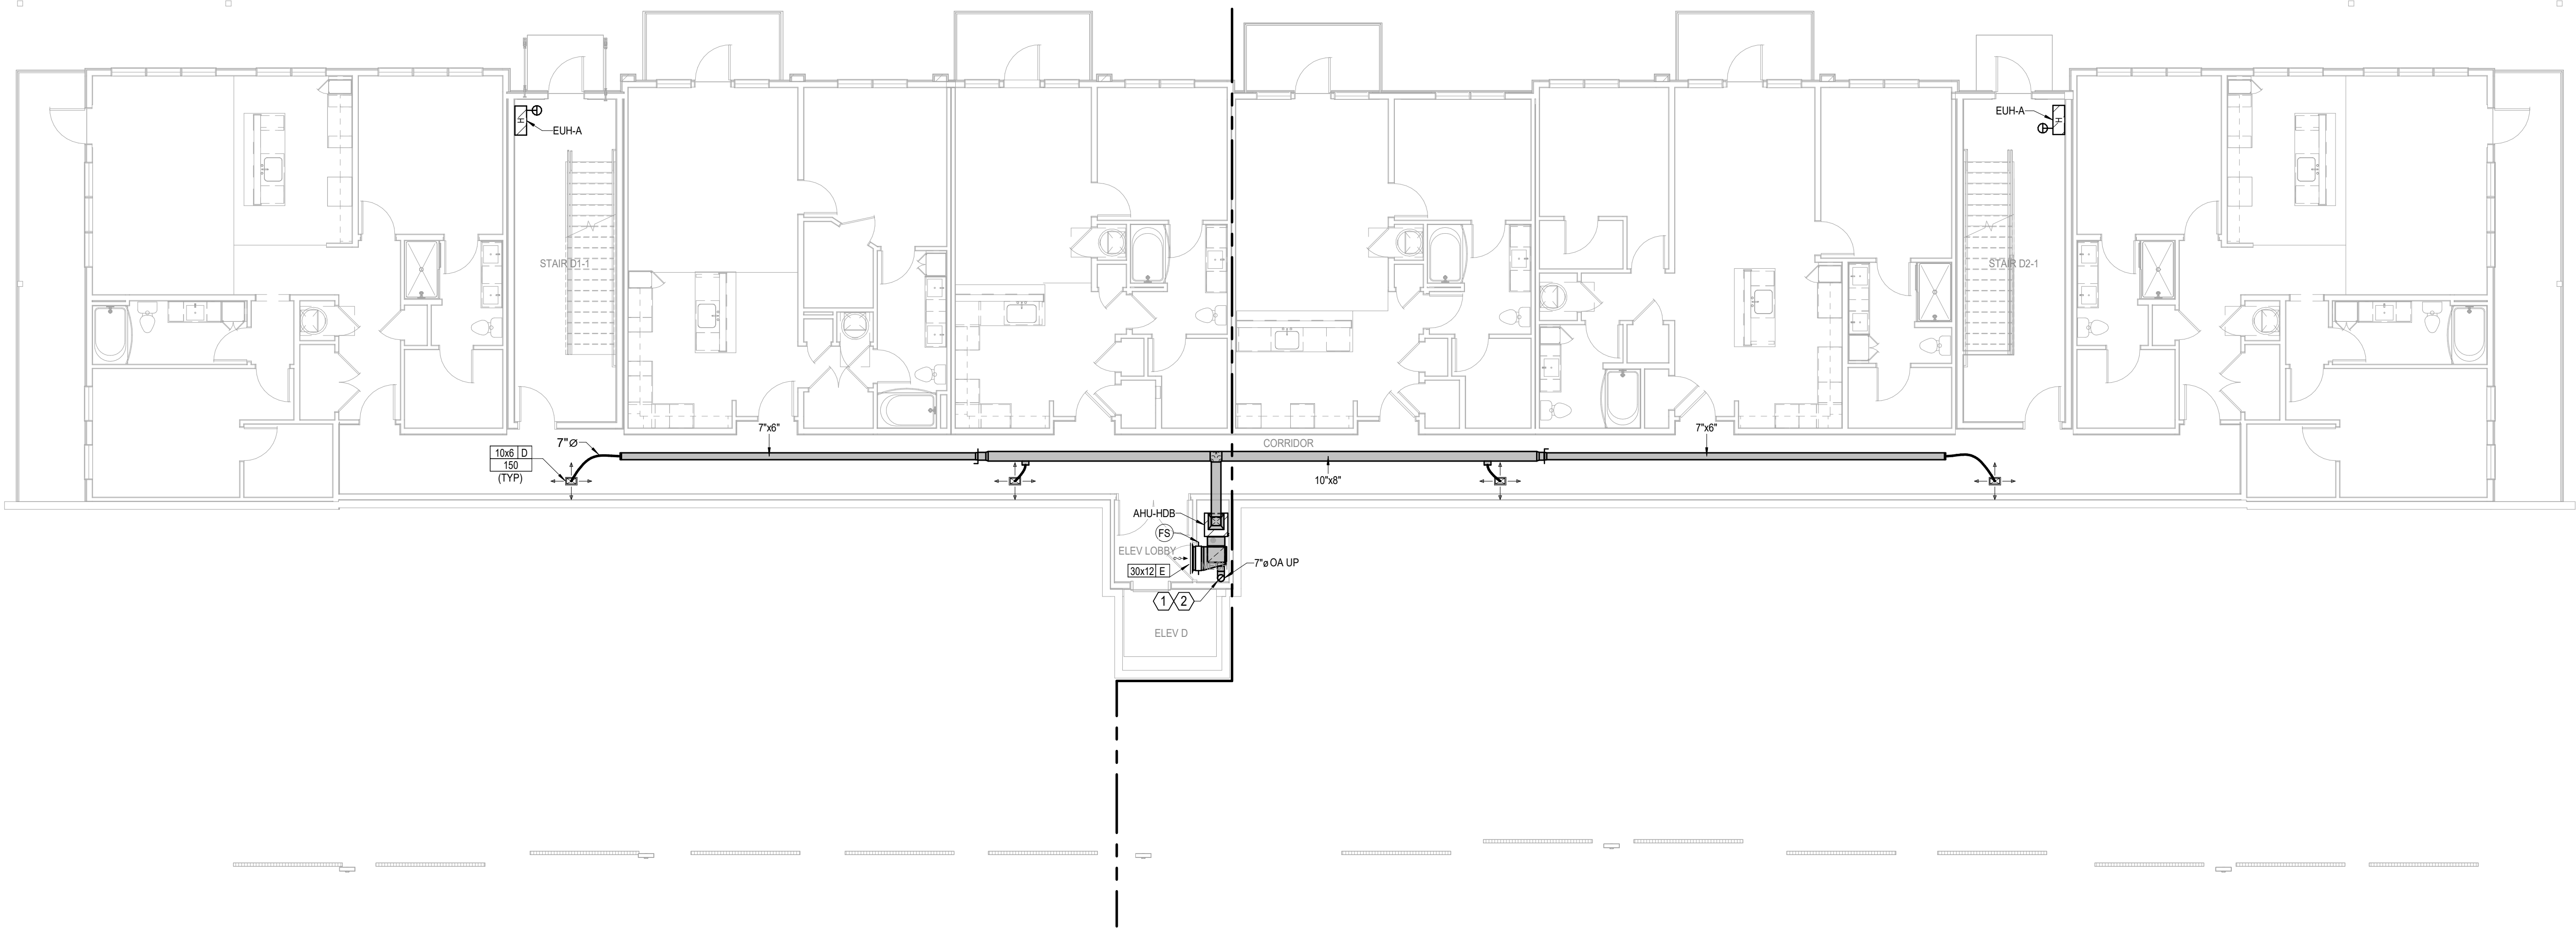 EUH-A
EUH-A
STAIR D1-1
STAIR D2-1
7"x6"
7"x6"
7"Ø
CORRIDOR
10x6 D
150
(TYP)
10"x8"
AHU-HDB
FS
ELEV LOBBY
30x12 E
7"ø OA UP
1 2
ELEV D
H
H